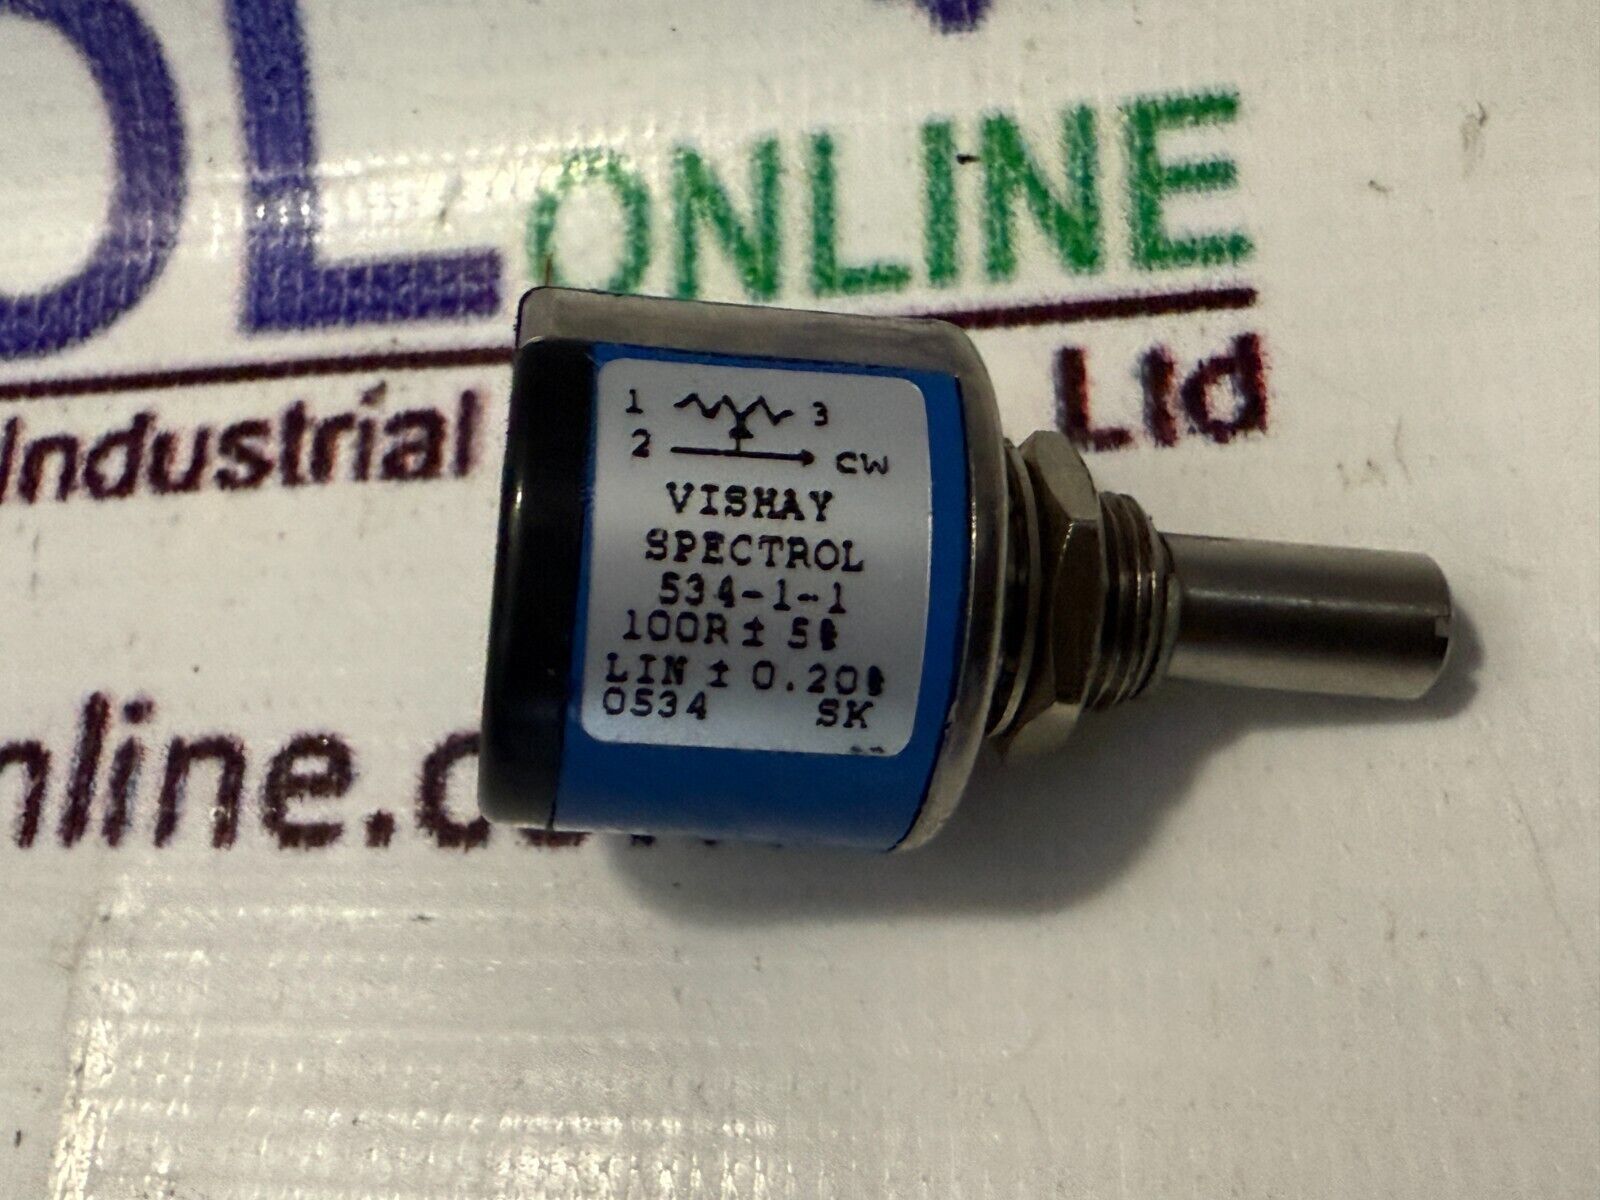 OL
ONLINE
Industrial Ltd
nline.c
1 3
2 CW
VISHAY
SPECTROL
534-1-1
100R ± 5%
LIN ± 0.20%
0534 SK